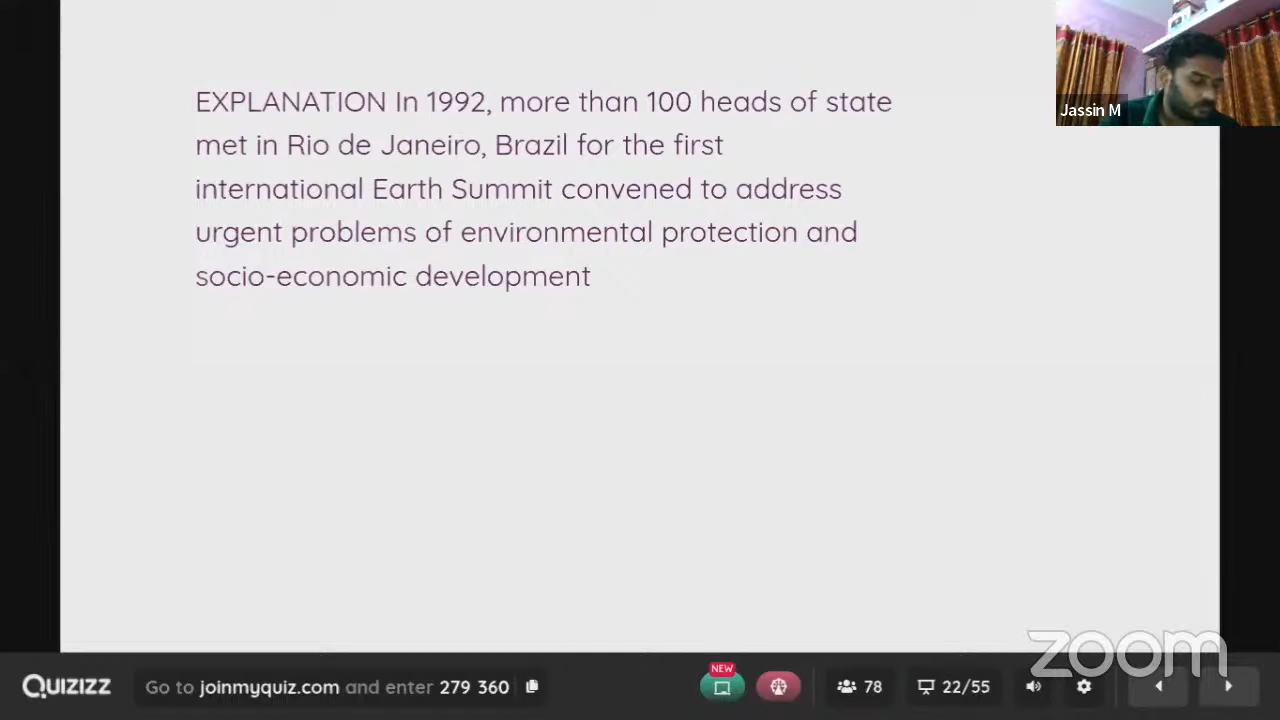 EXPLANATION In 1992, more than 100 heads of state
met in Rio de Janeiro, Brazil for the first
international Earth Summit convened to address
urgent problems of environmental protection and
socio-economic development
Jassin M
zoom
NEW
Quizizz
Go to joinmyquiz.com and enter 279 360
78
22/55